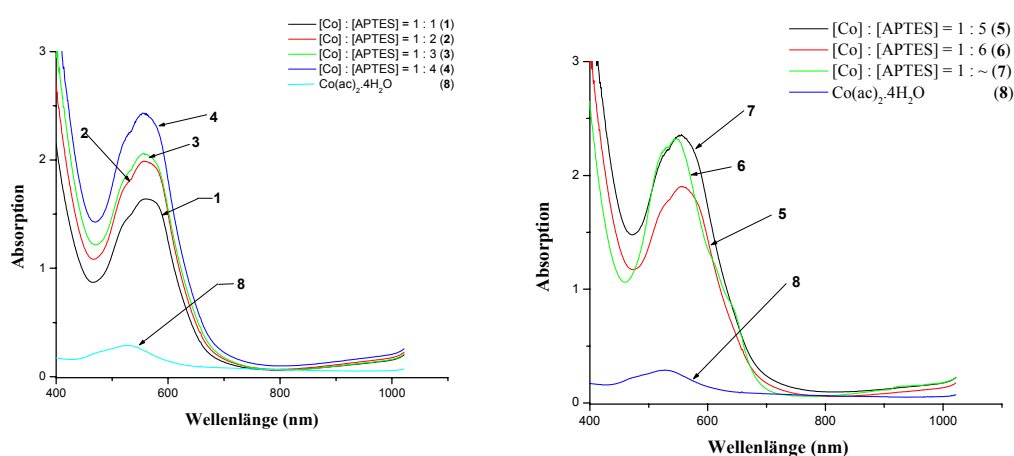 [Co] : [APTES] = 1 : 1 (1)
[Co] : [APTES] = 1 : 2 (2)
[Co] : [APTES] = 1 : 3 (3)
[Co] : [APTES] = 1 : 4 (4)
Co(ac)₂.4H₂O (8)
3
2
1
0
Absorption
2
4
3
1
8
400
600
800
1000
Wellenlänge (nm)
[Co] : [APTES] = 1 : 5 (5)
[Co] : [APTES] = 1 : 6 (6)
[Co] : [APTES] = 1 : ~ (7)
Co(ac)₂.4H₂O (8)
3
2
1
0
Absorption
7
6
5
8
400
600
800
1000
Wellenlänge (nm)